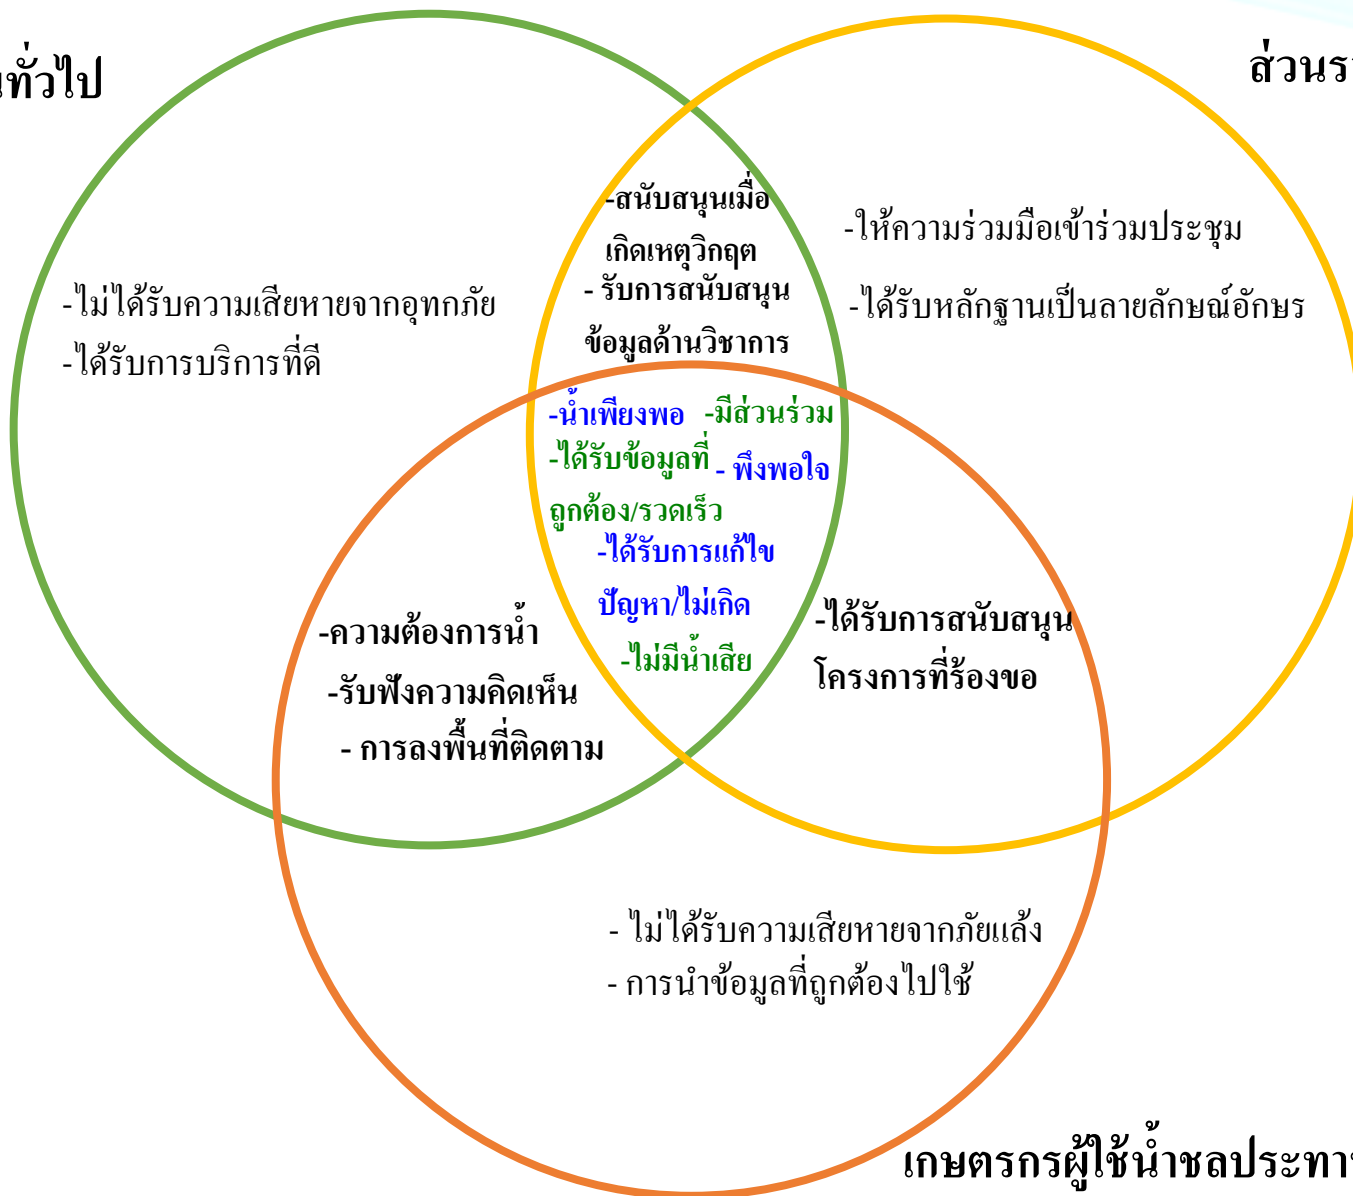 นทั่วไป
ส่วนรา
-สนับสนุนเมื่อ
เกิดเหตุวิกฤต
- รับการสนับสนุน
ข้อมูลด้านวิชาการ
-ให้ความร่วมมือเข้าร่วมประชุม
-ได้รับหลักฐานเป็นลายลักษณ์อักษร
-ไม่ได้รับความเสียหายจากอุทกภัย
-ได้รับการบริการที่ดี
-น้ำเพียงพอ -มีส่วนร่วม
-ได้รับข้อมูลที่ - พึงพอใจ
ถูกต้อง/รวดเร็ว
-ได้รับการแก้ไข
ปัญหา/ไม่เกิด
-ไม่มีน้ำเสีย
-ความต้องการน้ำ
-รับฟังความคิดเห็น
- การลงพื้นที่ติดตาม
-ได้รับการสนับสนุน
โครงการที่ร้องขอ
- ไม่ได้รับความเสียหายจากภัยแล้ง
- การนำข้อมูลที่ถูกต้องไปใช้
เกษตรกรผู้ใช้น้ำชลประทาน